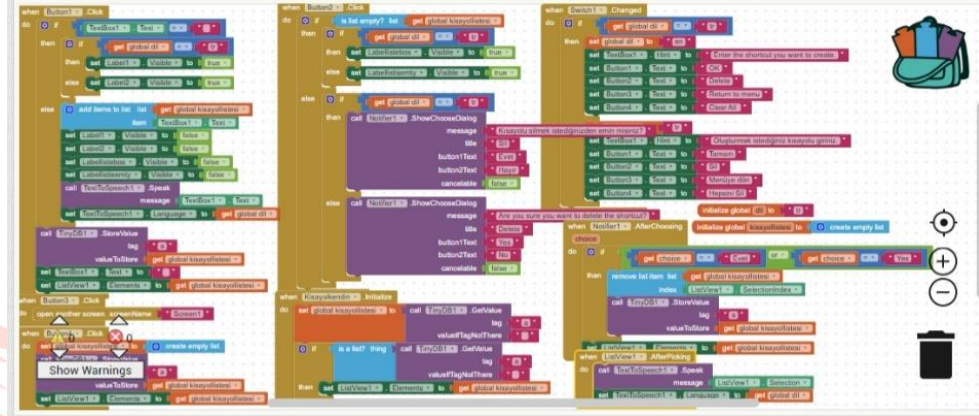 when Button1 .Click
do if TextBox1 . Text = " "
then if get global dil = " tr "
then set Label1 . Visible to true
else set Label2 . Visible to true
else add items to list list get global kisayollistesi
item TextBox1 . Text
set Label1 . Visible to false
set Label2 . Visible to false
set Labellistebos . Visible to false
set Labellistisemty . Visible to false
call TextToSpeech1 .Speak
message TextBox1 . Text
set TextToSpeech1 . Language to get global dil
call TinyDB1 .StoreValue
tag " a "
valueToStore get global kisayollistesi
set TextBox1 . Text to " "
set ListView1 . Elements to get global kisayollistesi
when Button3 .Click
do open another screen screenName " Screen1 "
when .Click
do set global kisayollistesi to create empty list
Show Warnings
" a "
valueToStore get global kisayollistesi
set ListView1 . Elements to get global kisayollistesi
when Button2 .Click
do if is list empty? list get global kisayollistesi
then if get global dil = " tr "
then set Labellistebos . Visible to true
else set Labellistisemty . Visible to true
else if get global dil = " tr "
then call Notifier1 .ShowChooseDialog
message " Kısayolu silmek istediğinizden emin misiniz? "
title " Sil "
button1Text " Evet "
button2Text " Hayır "
cancelable false
else call Notifier1 .ShowChooseDialog
message " Are you sure you want to delete the shortcut? "
title " Delete "
button1Text " Yes "
button2Text " No "
cancelable false
when Kisayolkendin .Initialize
set global kisayollistesi to call TinyDB1 .GetValue
tag " a "
valueIfTagNotThere " "
if is a list? thing call TinyDB1 .GetValue
tag " a "
valueIfTagNotThere " "
then set ListView1 . Elements to get global kisayollistesi
when Switch1 .Changed
do if get global dil = " tr "
then set global dil to " en "
set TextBox1 . Hint to " Enter the shortcut you want to create. "
set Button1 . Text to " OK "
set Button2 . Text to " Delete "
set Button3 . Text to " Return to menu "
set Button4 . Text to " Clear All "
" tr "
set TextBox1 . Hint to " Oluşturmak istediğiniz kısayolu giriniz. "
set Button1 . Text to " Tamam "
set Button2 . Text to " Sil "
set Button3 . Text to " Menüye dön "
set Button4 . Text to " Hepsini Sil "
initialize global dil to " tr "
initialize global kisayollistesi to create empty list
when Notifier1 .AfterChoosing
choice
do if get choice = " Evet " or get choice = " Yes "
then remove list item list get global kisayollistesi
index ListView1 . SelectionIndex
call TinyDB1 .StoreValue
tag " a "
valueToStore get global kisayollistesi
set ListView1 . Elements to get global kisayollistesi
when ListView1 .AfterPicking
do call TextToSpeech1 .Speak
message ListView1 . Selection
set TextToSpeech1 . Language to get global dil